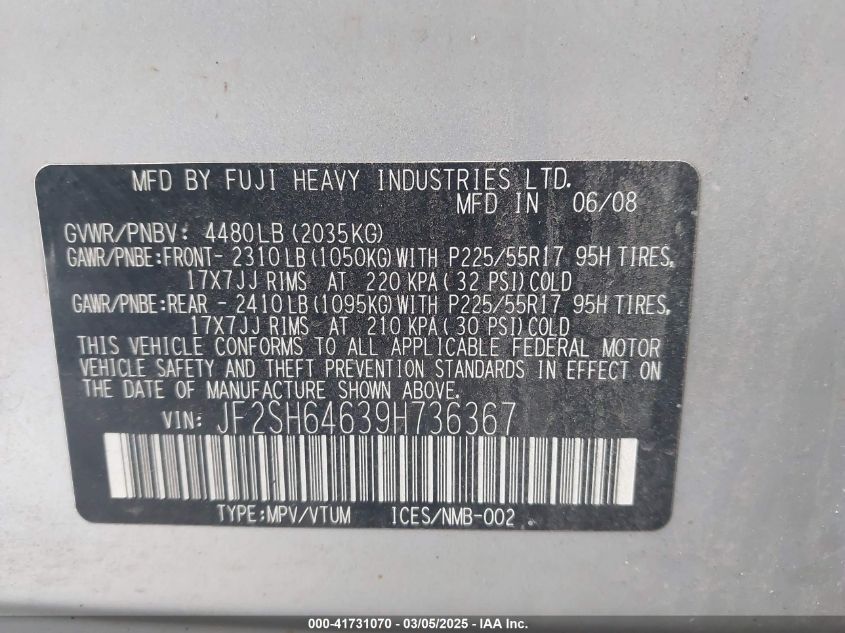 MFD BY FUJI HEAVY INDUSTRIES LTD.
MFD IN 06/08
GVWR/PNBV: 4480LB (2035KG)
GAWR/PNBE:FRONT- 2310LB (1050KG) WITH P225/55R17 95H TIRES,
17X7JJ RIMS AT 220 KPA (32 PSI) COLD
GAWR/PNBE:REAR - 2410LB (1095KG) WITH P225/55R17 95H TIRES,
17X7JJ RIMS AT 210 KPA (30 PSI) COLD
THIS VEHICLE CONFORMS TO ALL APPLICABLE FEDERAL MOTOR
VEHICLE SAFETY AND THEFT PREVENTION STANDARDS IN EFFECT ON
THE DATE OF MANUFACTURE SHOWN ABOVE.
VIN: JF2SH64639H736367
TYPE:MPV/VTUM ICES/NMB-002
000-41731070 - 03/05/2025 - IAA Inc.